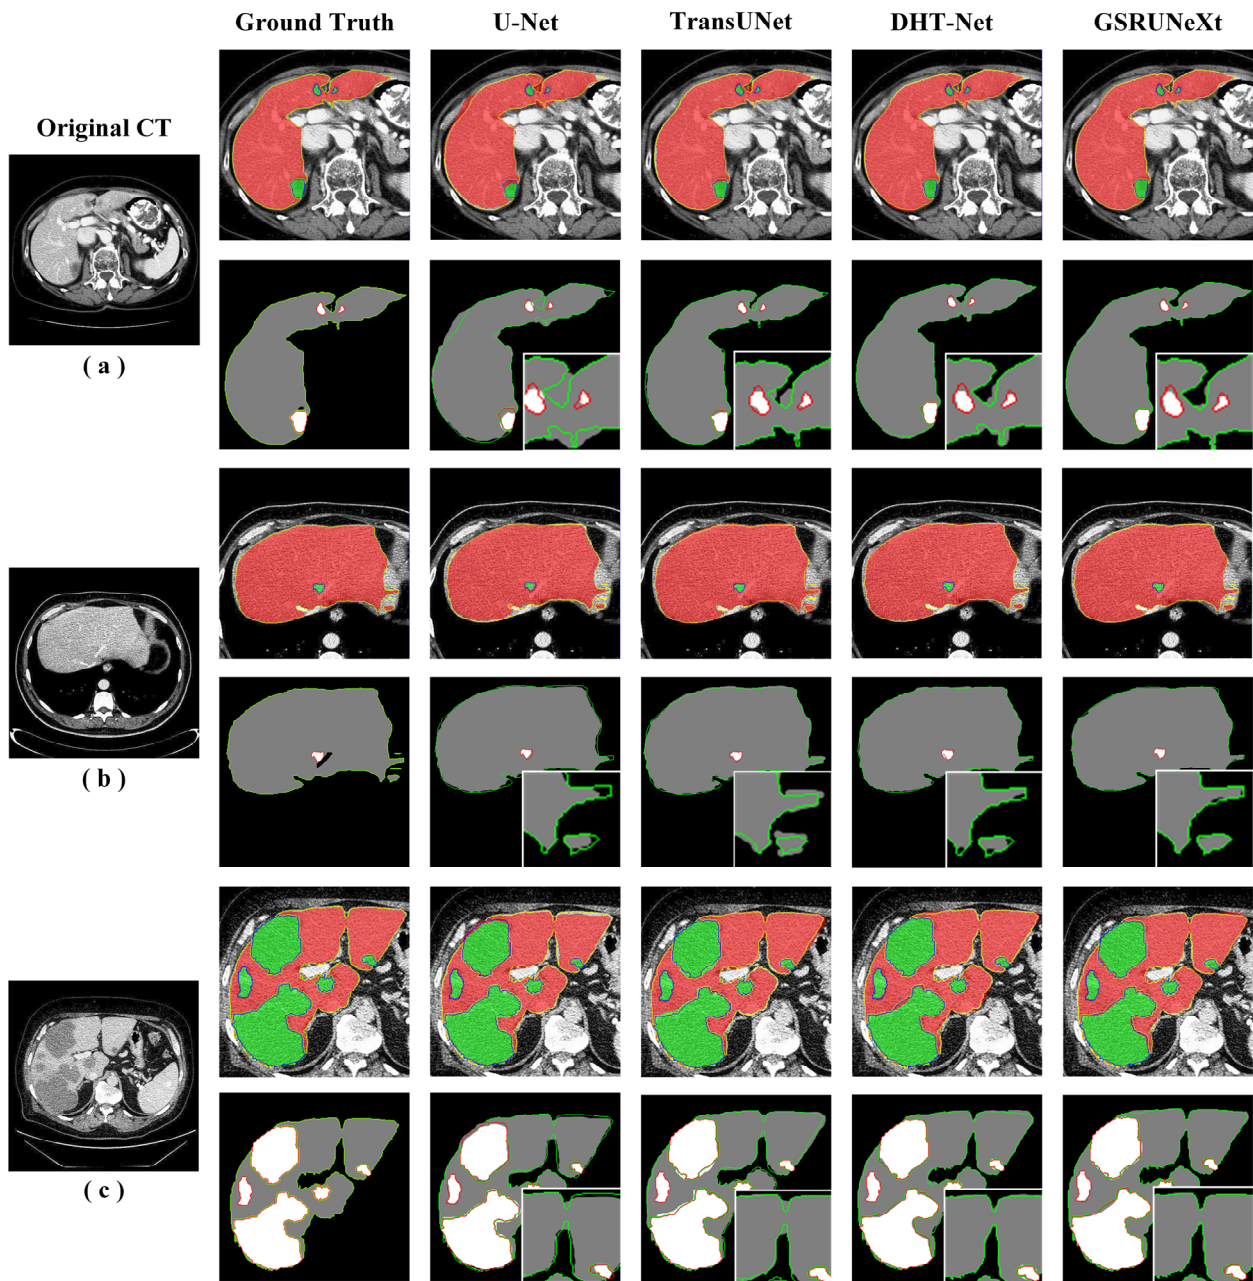 Ground Truth U-Net TransUNet DHT-Net GSRUNeXt
Original CT
( a )
( b )
( c )